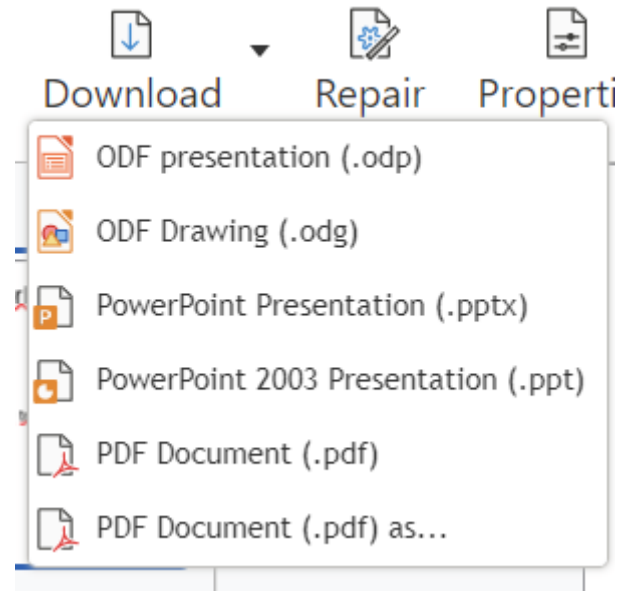 Download
Repair
Properti
ODF presentation (.odp)
ODF Drawing (.odg)
PowerPoint Presentation (.pptx)
PowerPoint 2003 Presentation (.ppt)
PDF Document (.pdf)
PDF Document (.pdf) as...